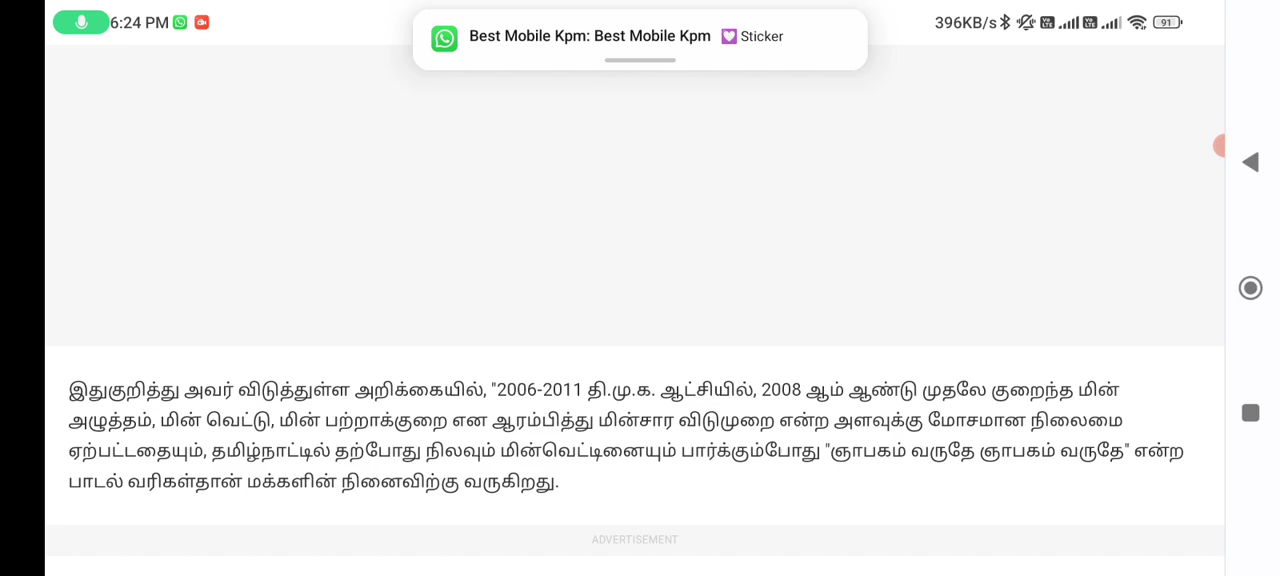 6:24 PM
Best Mobile Kpm: Best Mobile Kpm 💟 Sticker
396KB/s
91
இதுகுறித்து அவர் விடுத்துள்ள அறிக்கையில், "2006-2011 தி.மு.க. ஆட்சியில், 2008 ஆம் ஆண்டு முதலே குறைந்த மின்
அழுத்தம், மின் வெட்டு, மின் பற்றாக்குறை என ஆரம்பித்து மின்சார விடுமுறை என்ற அளவுக்கு மோசமான நிலைமை
ஏற்பட்டதையும், தமிழ்நாட்டில் தற்போது நிலவும் மின்வெட்டினையும் பார்க்கும்போது "ஞாபகம் வருதே ஞாபகம் வருதே" என்ற
பாடல் வரிகள்தான் மக்களின் நினைவிற்கு வருகிறது.
ADVERTISEMENT